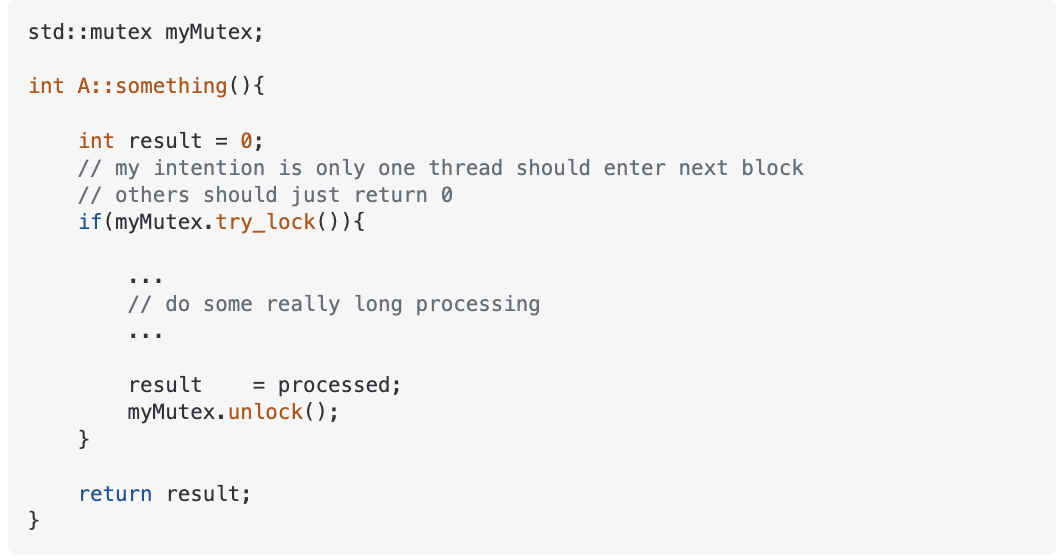 std::mutex myMutex;

int A::something(){

    int result = 0;
    // my intention is only one thread should enter next block
    // others should just return 0
    if(myMutex.try_lock()){

        ...
        // do some really long processing
        ...

        result    = processed;
        myMutex.unlock();
    }

    return result;
}